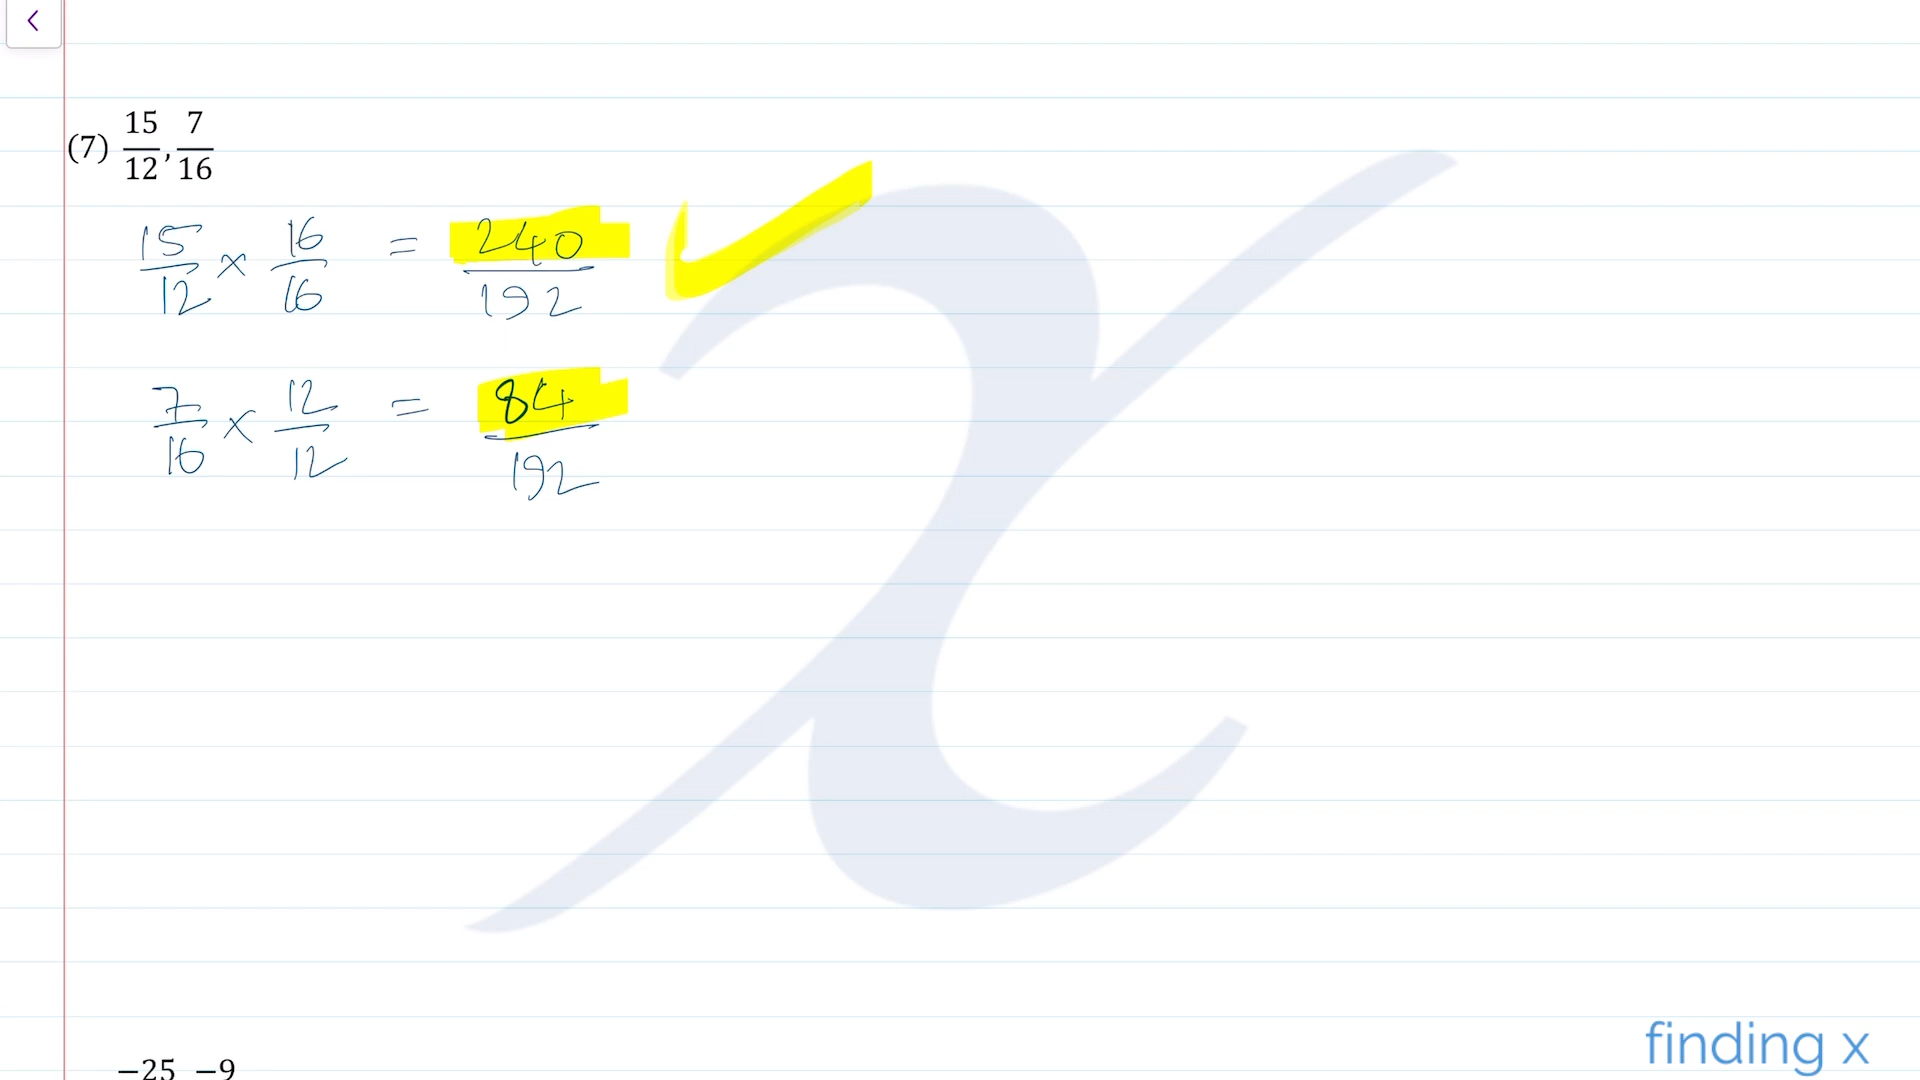 (7) 15/12, 7/16
15/12 × 16/16 = 240/192
7/16 × 12/12 = 84/192
−25 −9
finding x